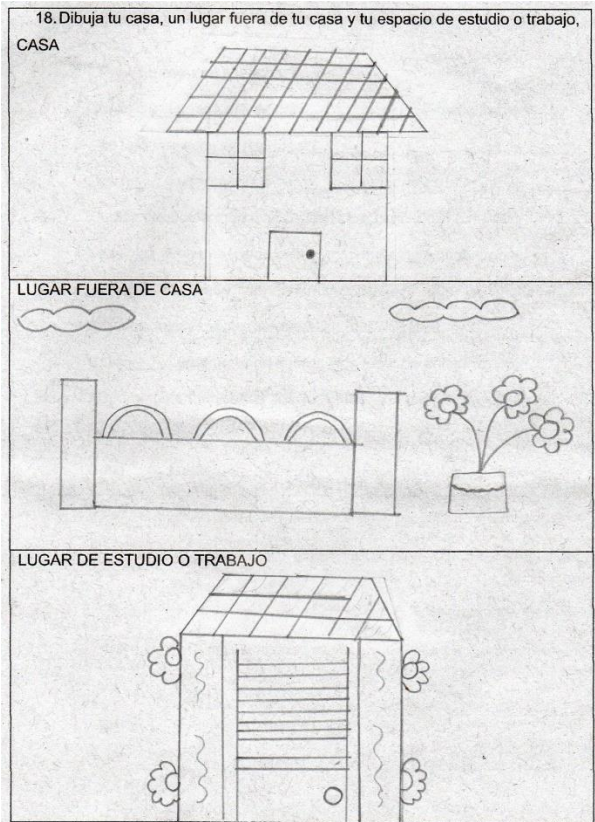 18. Dibuja tu casa, un lugar fuera de tu casa y tu espacio de estudio o trabajo,
CASA
LUGAR FUERA DE CASA
LUGAR DE ESTUDIO O TRABAJO